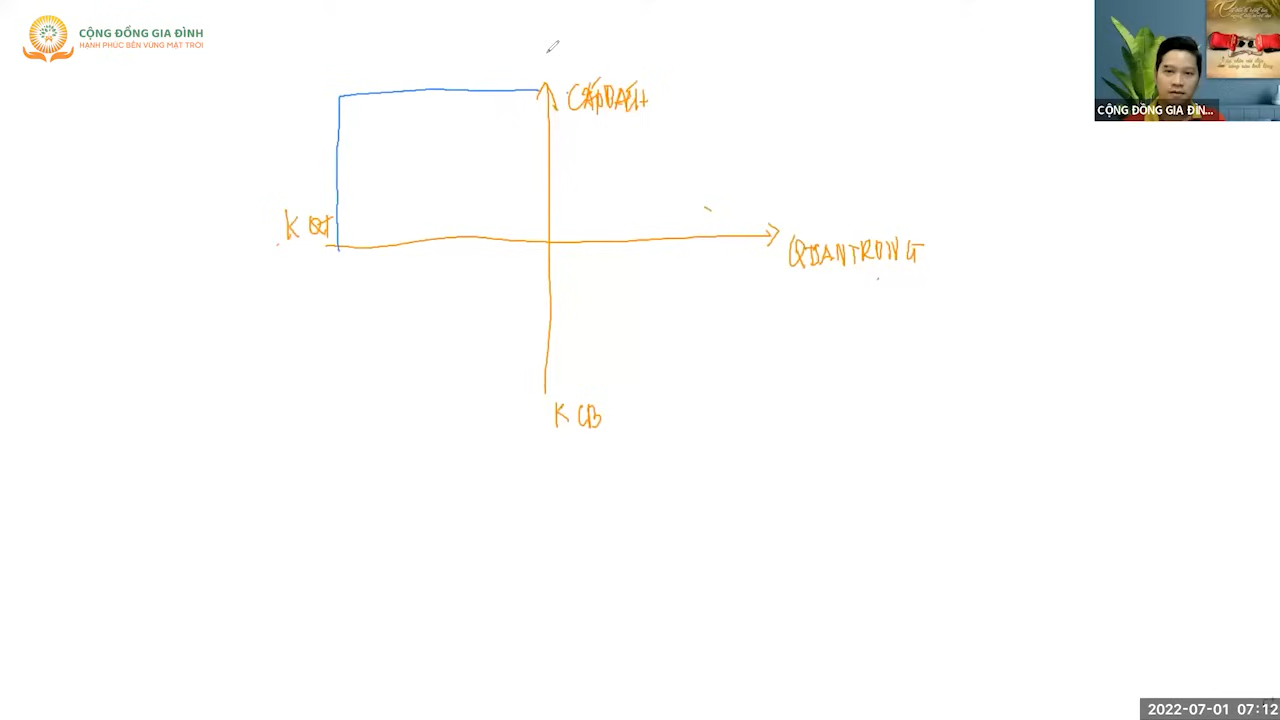 CỘNG ĐỒNG GIA ĐÌNH
HẠNH PHÚC BỀN VỮNG MẶT TRỜI
CẤP BÁCH
K QT
QUAN TRỌNG
K CB
CỘNG ĐỒNG GIA ĐÌN...
2022-07-01 07:12